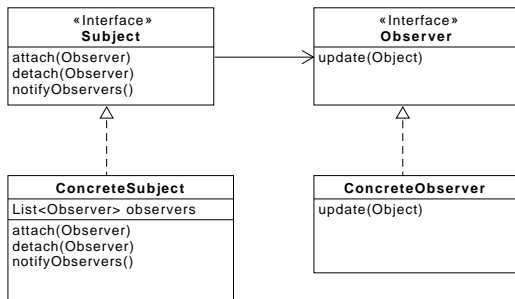 «Interface»
Subject
attach(Observer)
detach(Observer)
notifyObservers()
«Interface»
Observer
update(Object)
ConcreteSubject
List<Observer> observers
attach(Observer)
detach(Observer)
notifyObservers()
ConcreteObserver
update(Object)